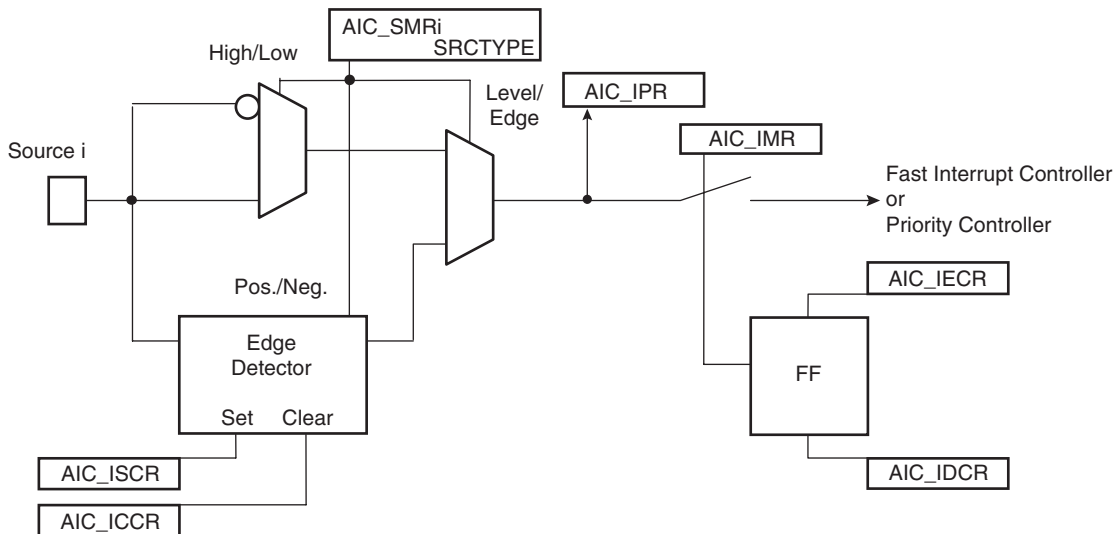 AIC_SMRi
SRCTYPE
High/Low
Level/
Edge
AIC_IPR
AIC_IMR
Source i
Fast Interrupt Controller
or
Priority Controller
Pos./Neg.
AIC_IECR
Edge
Detector
FF
Set Clear
AIC_ISCR
AIC_IDCR
AIC_ICCR